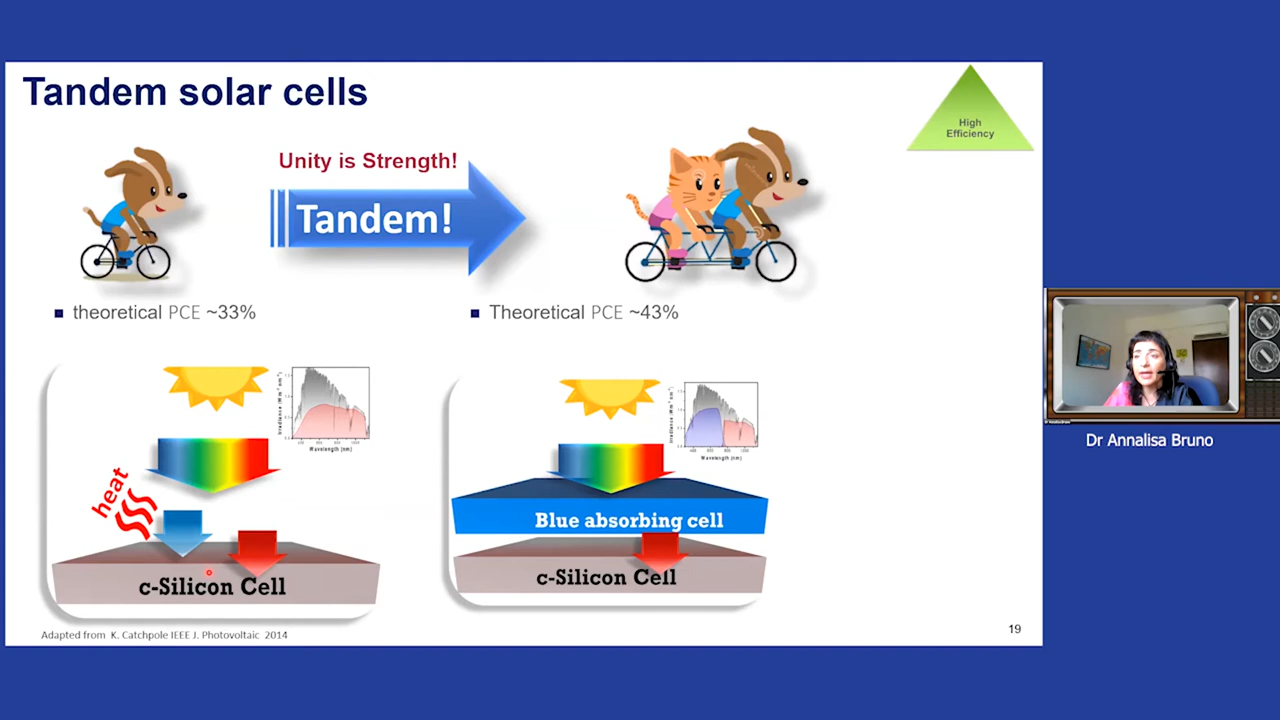 Tandem solar cells
High
Efficiency
Unity is Strength!
Tandem!
theoretical PCE ~33%
Theoretical PCE ~43%
Wavelength (nm)
heat
c-Silicon Cell
Wavelength (nm)
Blue absorbing cell
c-Silicon Cell
Adapted from K. Catchpole IEEE J. Photovoltaic 2014
19
Dr Annalisa Bruno